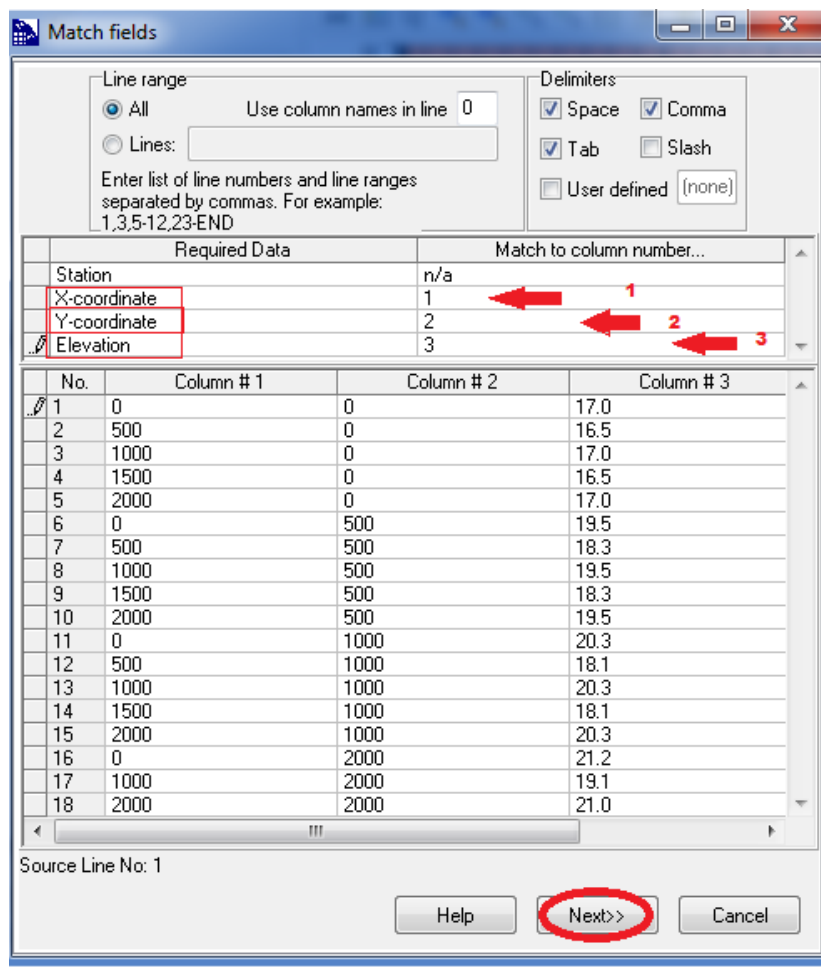 Match fields
Line range
All Use column names in line 0
Lines:
Enter list of line numbers and line ranges
separated by commas. For example:
1,3,5-12,23-END
Delimiters
Space Comma
Tab Slash
User defined (none)
Required Data Match to column number...
Station n/a
X-coordinate 1 1
Y-coordinate 2 2
Elevation 3 3
No. Column # 1 Column # 2 Column # 3
1 0 0 17.0
2 500 0 16.5
3 1000 0 17.0
4 1500 0 16.5
5 2000 0 17.0
6 0 500 19.5
7 500 500 18.3
8 1000 500 19.5
9 1500 500 18.3
10 2000 500 19.5
11 0 1000 20.3
12 500 1000 18.1
13 1000 1000 20.3
14 1500 1000 18.1
15 2000 1000 20.3
16 0 2000 21.2
17 1000 2000 19.1
18 2000 2000 21.0
Source Line No: 1
Help Next>> Cancel